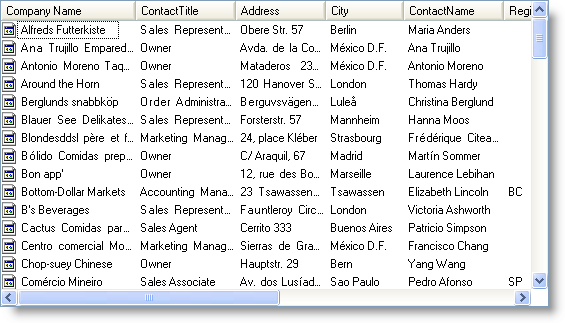 Company Name ContactTitle Address City ContactName Regi
Alfreds Futterkiste Sales Represent... Obere Str. 57 Berlin Maria Anders
Ana Trujillo Empared... Owner Avda. de la Co... México D.F. Ana Trujillo
Antonio Moreno Taq... Owner Mataderos 23... México D.F. Antonio Moreno
Around the Horn Sales Represent... 120 Hanover S... London Thomas Hardy
Berglunds snabbköp Order Administra... Berguvsvägen... Luleå Christina Berglund
Blauer See Delikates... Sales Represent... Forsterstr. 57 Mannheim Hanna Moos
Blondesddsl père et f... Marketing Manag... 24, place Kléber Strasbourg Frédérique Citea...
Bólido Comidas prep... Owner C/ Araquil, 67 Madrid Martín Sommer
Bon app' Owner 12, rue des Bo... Marseille Laurence Lebihan
Bottom-Dollar Markets Accounting Mana... 23 Tsawassen... Tsawassen Elizabeth Lincoln BC
B's Beverages Sales Represent... Fauntleroy Circ... London Victoria Ashworth
Cactus Comidas par... Sales Agent Cerrito 333 Buenos Aires Patricio Simpson
Centro comercial Mo... Marketing Manag... Sierras de Gra... México D.F. Francisco Chang
Chop-suey Chinese Owner Hauptstr. 29 Bern Yang Wang
Comércio Mineiro Sales Associate Av. dos Lusíad... Sao Paulo Pedro Afonso SP